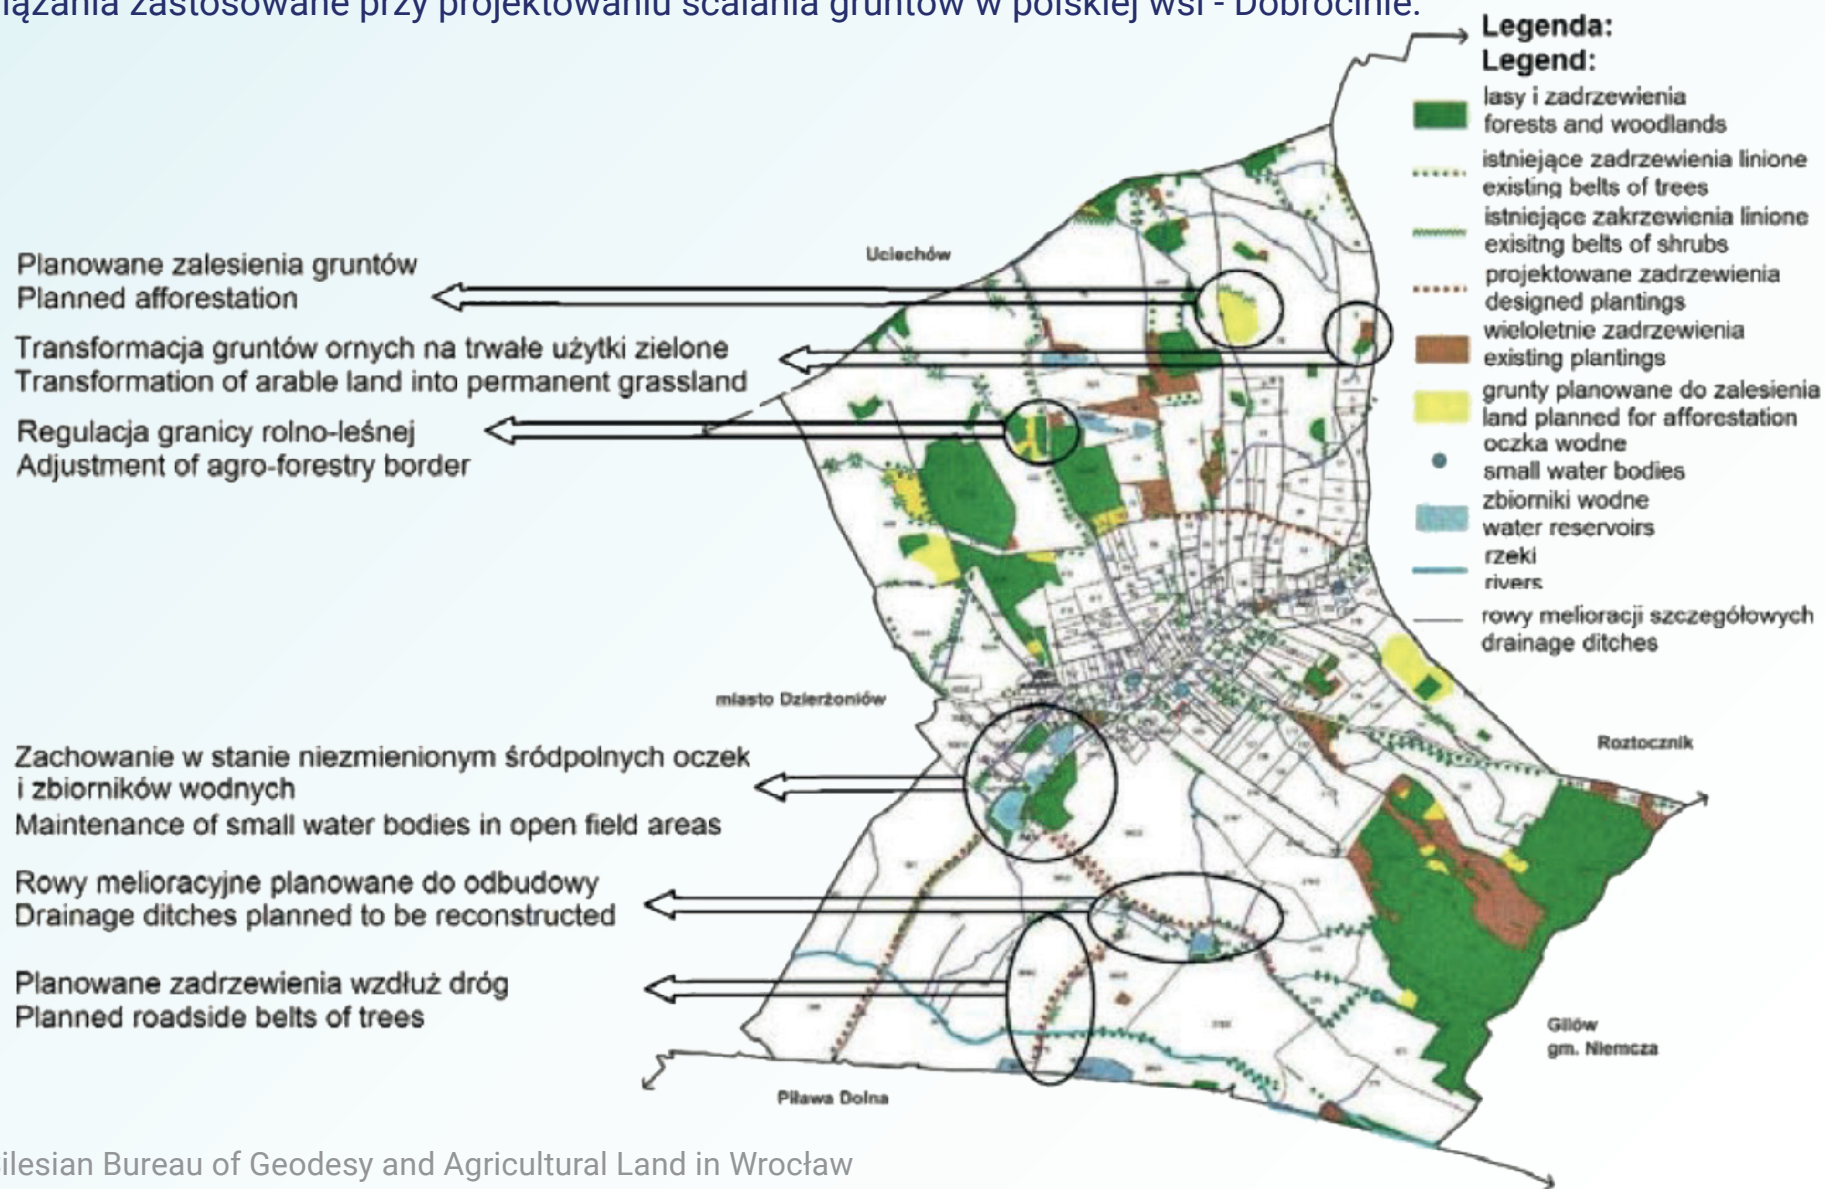 zastosowane przy projektowaniu scalania gruntów w polskiej wsi - Dobrocinie.
Legenda:
Legend:
lasy i zadrzewienia
forests and woodlands
istniejące zadrzewienia linione
existing belts of trees
istniejące zakrzewienia linione
exisitng belts of shrubs
projektowane zadrzewienia
designed plantings
wieloletnie zadrzewienia
existing plantings
grunty planowane do zalesienia
land planned for afforestation
oczka wodne
small water bodies
zbiorniki wodne
water reservoirs
rzeki
rivers
rowy melioracji szczegółowych
drainage ditches
Uciechów
Planowane zalesienia gruntów
Planned afforestation
Transformacja gruntów ornych na trwałe użytki zielone
Transformation of arable land into permanent grassland
Regulacja granicy rolno-leśnej
Adjustment of agro-forestry border
miasto Dzierżoniów
Roztocznik
Zachowanie w stanie niezmienionym śródpolnych oczek
i zbiorników wodnych
Maintenance of small water bodies in open field areas
Rowy melioracyjne planowane do odbudowy
Drainage ditches planned to be reconstructed
Planowane zadrzewienia wzdłuż dróg
Planned roadside belts of trees
Gilów
gm. Niemcza
Piława Dolna
ilesian Bureau of Geodesy and Agricultural Land in Wrocław